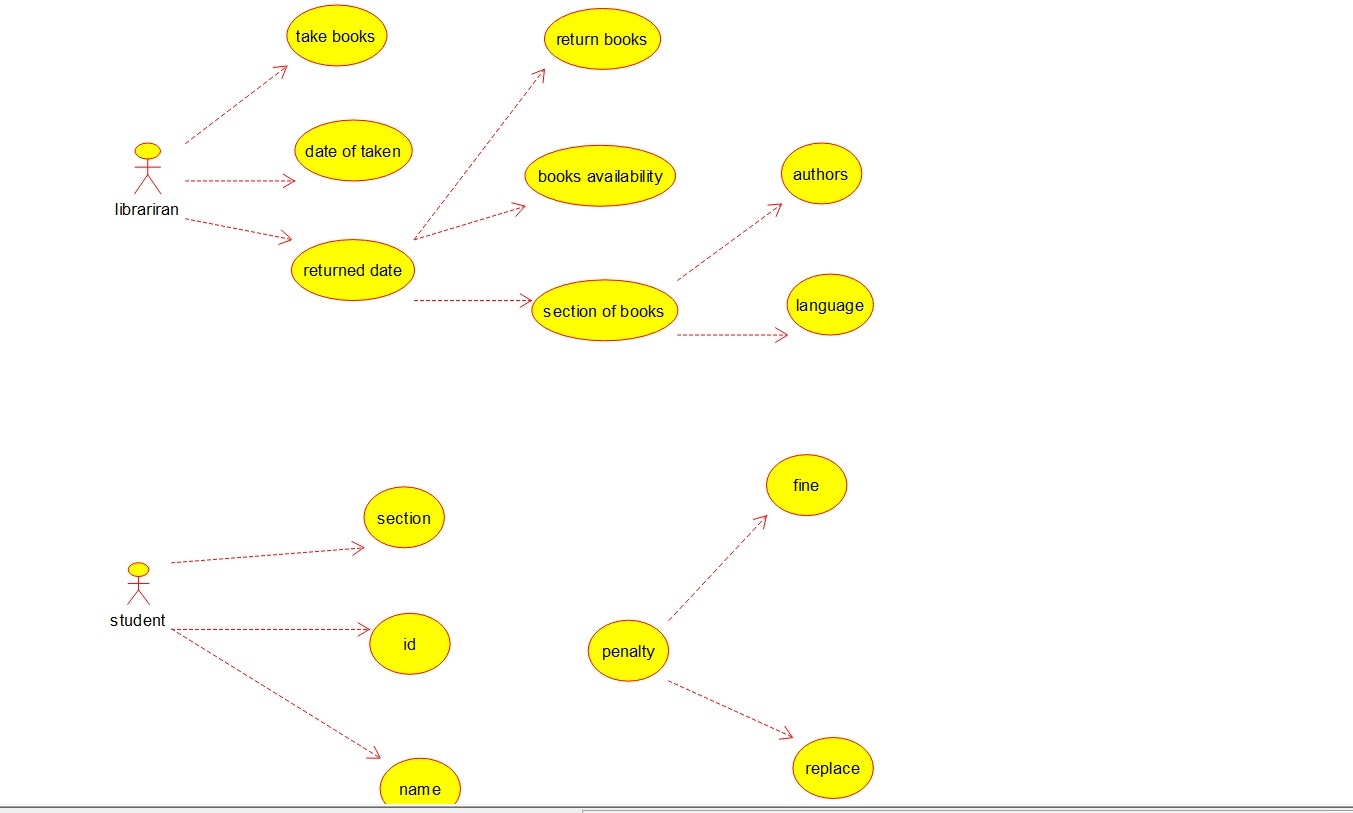 take books
return books
date of taken
books availability
authors
librariran
returned date
section of books
language
fine
section
student
id
penalty
replace
name